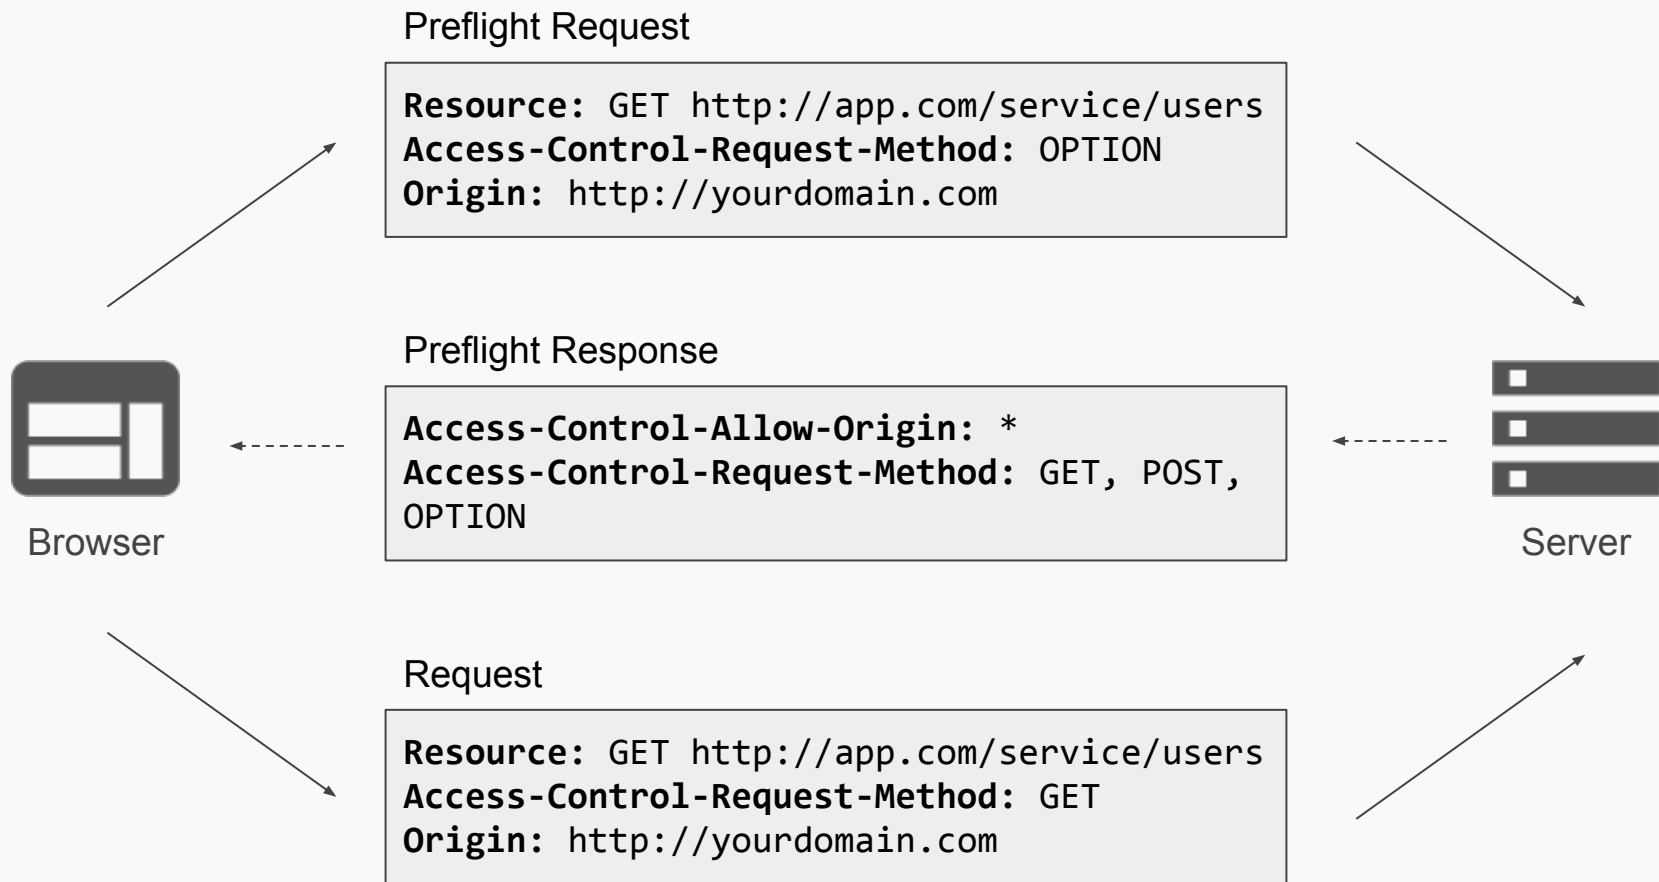 Preflight Request
Resource: GET http://app.com/service/users
Access-Control-Request-Method: OPTION
Origin: http://yourdomain.com
Preflight Response
Access-Control-Allow-Origin: *
Access-Control-Request-Method: GET, POST,
OPTION
Browser
Server
Request
Resource: GET http://app.com/service/users
Access-Control-Request-Method: GET
Origin: http://yourdomain.com